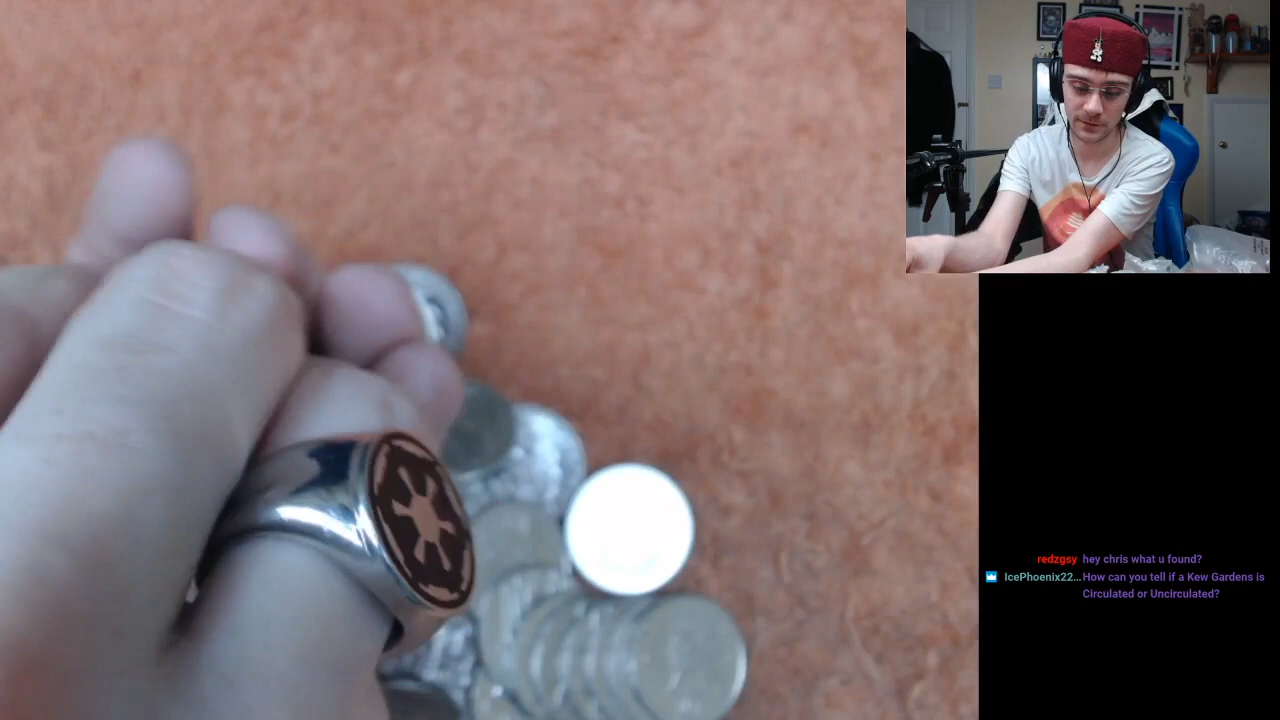 redzgsy hey chris what u found?
IcePhoenix22... How can you tell if a Kew Gardens is
Circulated or Uncirculated?